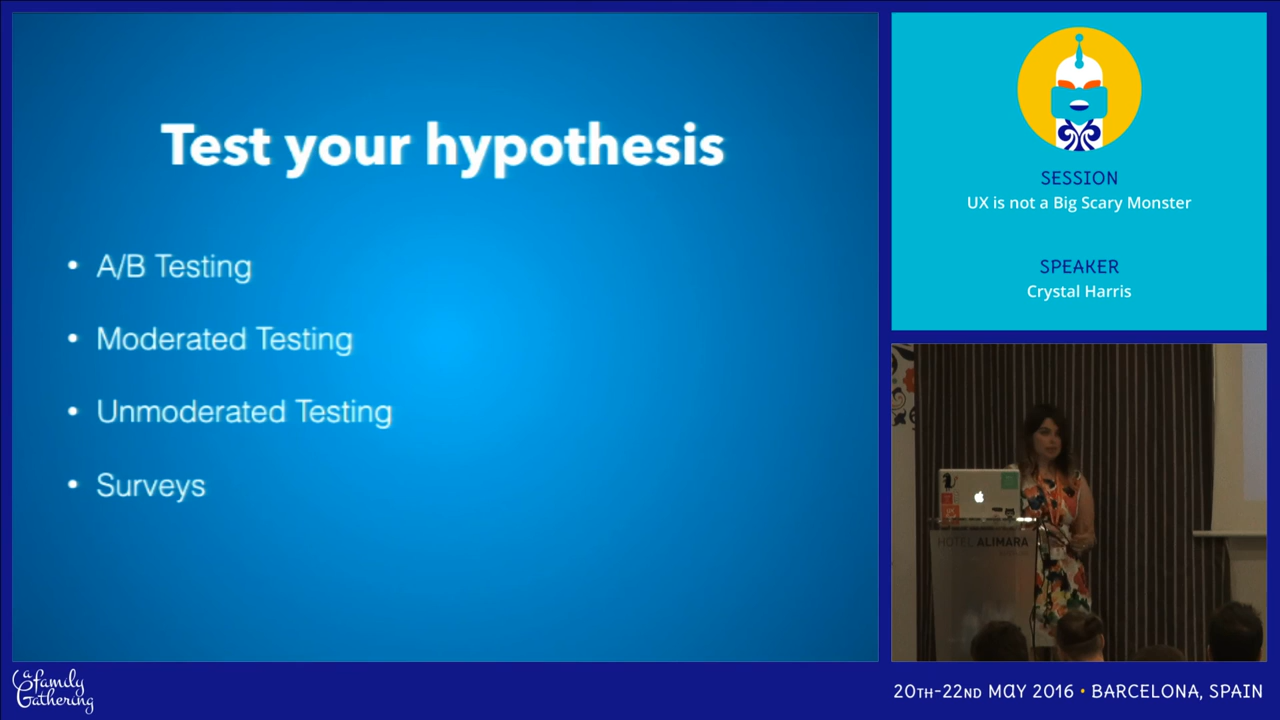 Test your hypothesis
• A/B Testing
• Moderated Testing
• Unmoderated Testing
• Surveys
SESSION
UX is not a Big Scary Monster
SPEAKER
Crystal Harris
HOTEL ALIMARA
a family
Gathering
20TH-22ND MAY 2016 • BARCELONA, SPAIN